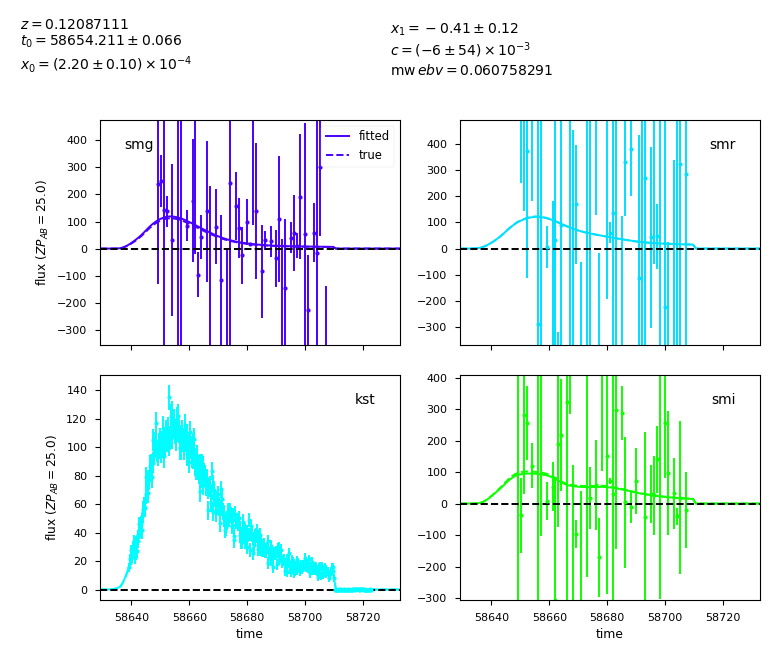 z = 0.12087111
t₀ = 58654.211 ± 0.066
x₀ = (2.20 ± 0.10) × 10⁻⁴
x₁ = −0.41 ± 0.12
c = (−6 ± 54) × 10⁻³
mw ebv = 0.060758291
smg
fitted
true
400
300
200
100
0
−100
−200
−300
flux (ZP_AB = 25.0)
smr
400
300
200
100
0
−100
−200
−300
kst
140
120
100
80
60
40
20
0
flux (ZP_AB = 25.0)
58640 58660 58680 58700 58720
time
smi
400
300
200
100
0
−100
−200
−300
58640 58660 58680 58700 58720
time